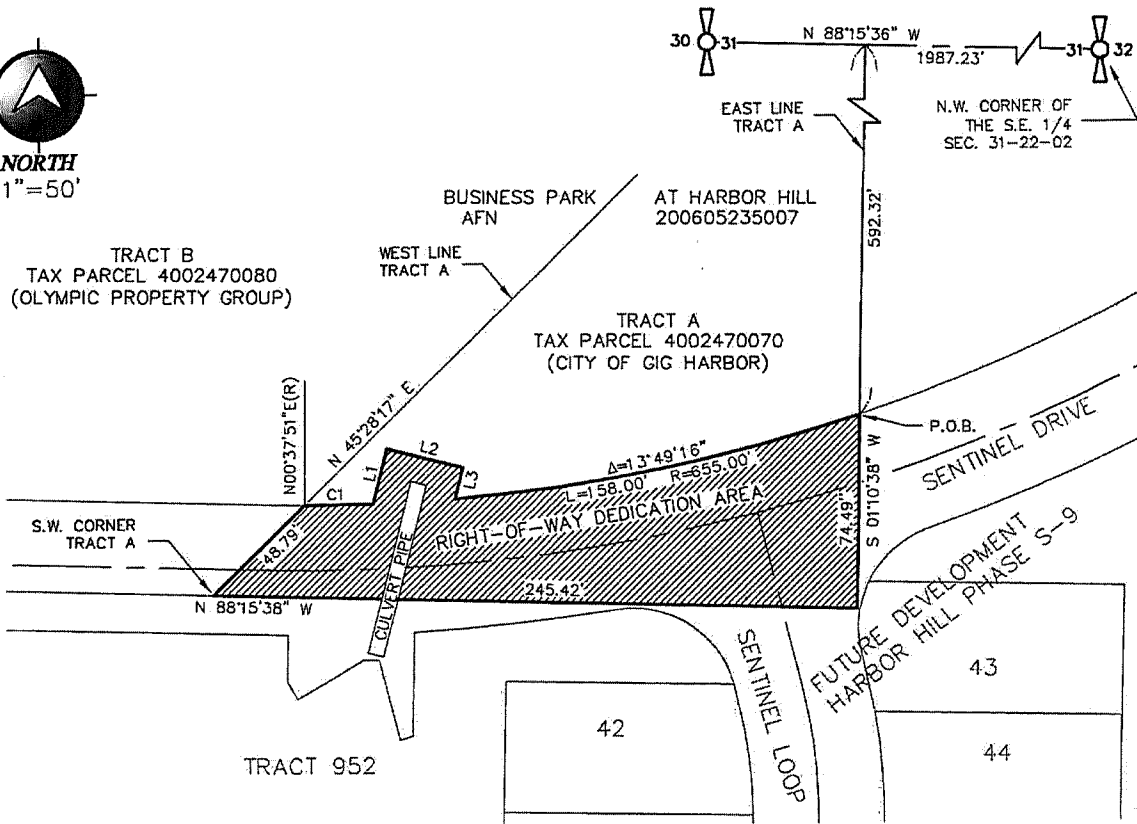 30
31
N 88°15'36" W
1987.23'
31
32
EAST LINE
TRACT A
N.W. CORNER OF
THE S.E. 1/4
SEC. 31-22-02
NORTH
1"=50'
BUSINESS PARK
AFN
AT HARBOR HILL
200605235007
592.32'
TRACT B
TAX PARCEL 4002470080
(OLYMPIC PROPERTY GROUP)
WEST LINE
TRACT A
TRACT A
TAX PARCEL 4002470070
(CITY OF GIG HARBOR)
N00°37'51"E(R)
N 45°28'17" E
L2
L1
L3
C1
Δ=13°49'16"
L=158.00'
R=655.00'
P.O.B.
SENTINEL DRIVE
S.W. CORNER
TRACT A
48.79'
RIGHT-OF-WAY DEDICATION AREA
74.49'
S 01°10'38" W
N 88°15'38" W
245.42'
CULVERT PIPE
FUTURE DEVELOPMENT
HARBOR HILL PHASE S-9
SENTINEL LOOP
42
43
44
TRACT 952